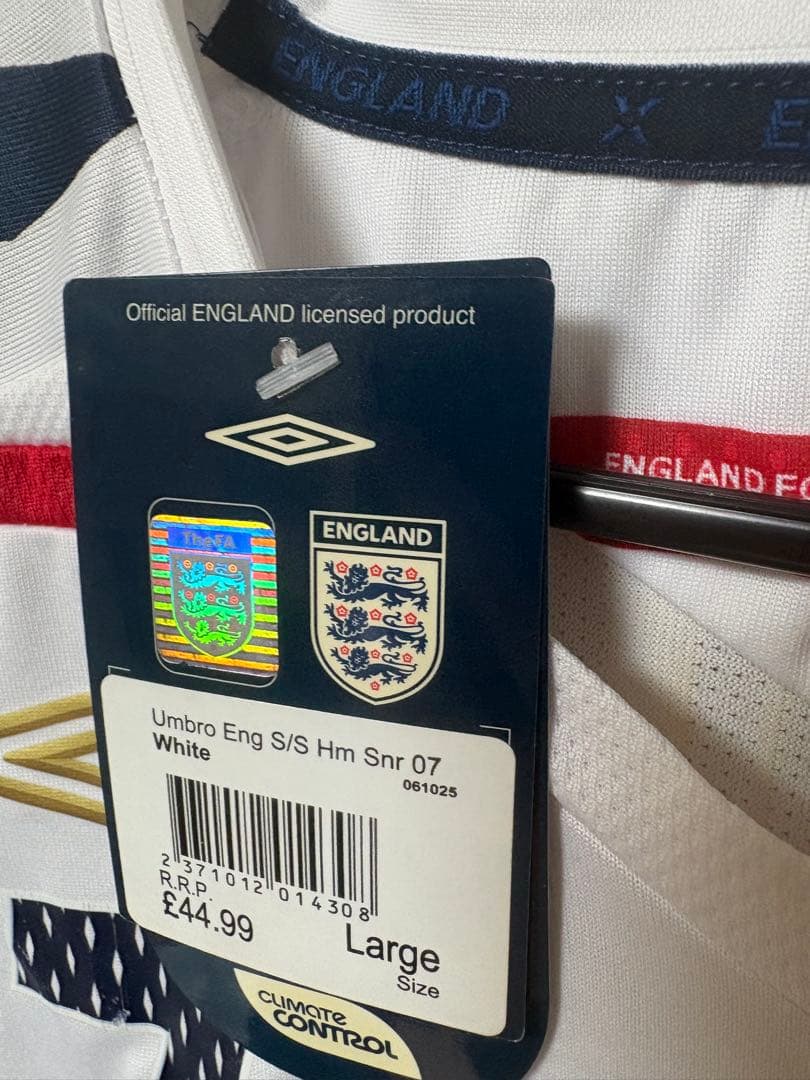 ENGLAND X E
Official ENGLAND licensed product
ENGLAND FO
TheFA
ENGLAND
Umbro Eng S/S Hm Snr 07
White
061025
2 371012 014308
R.R.P.
£44.99
Large
Size
CLIMATE
CONTROL